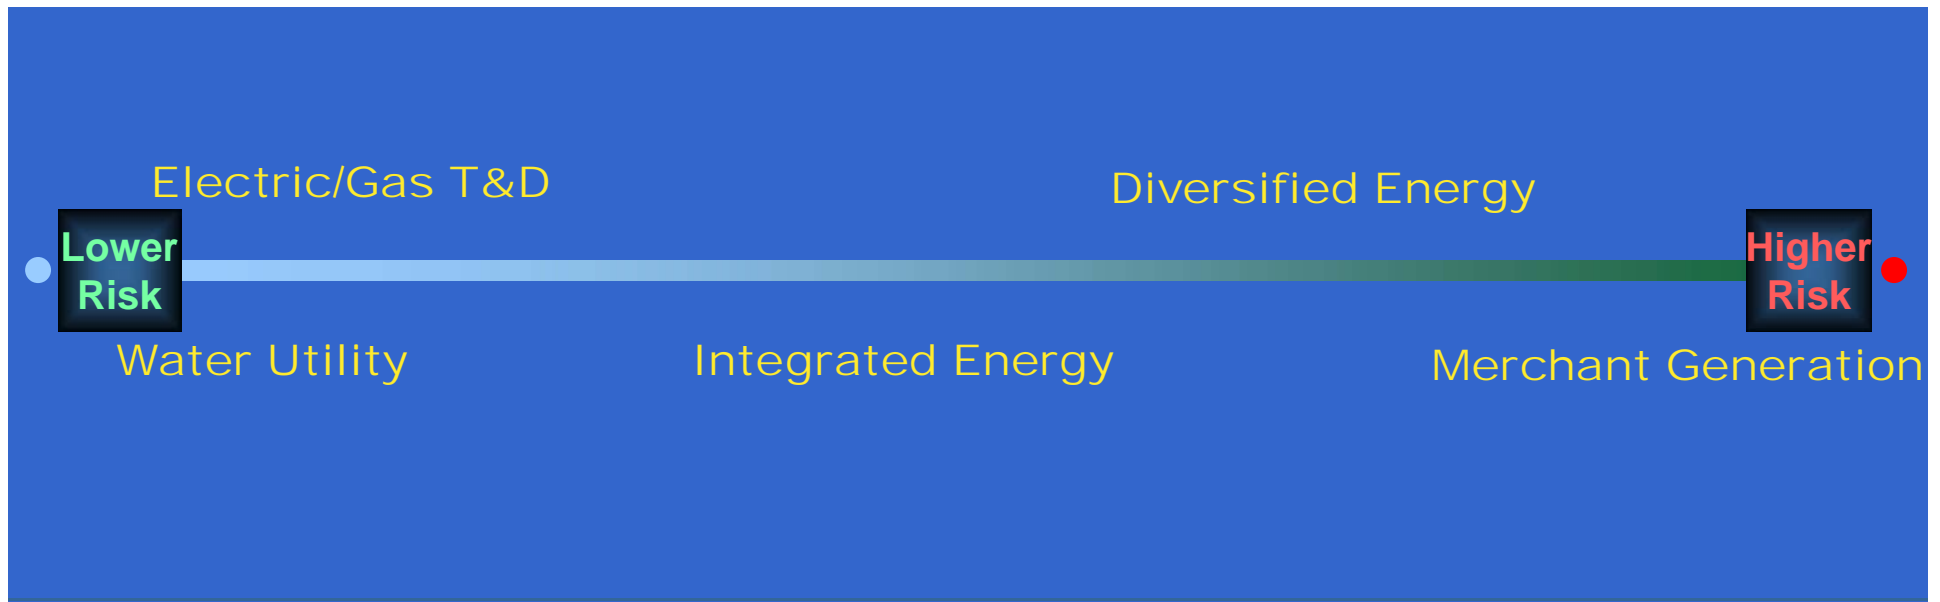 Electric/Gas T&D
Diversified Energy
Lower
Risk
Higher
Risk
Water Utility
Integrated Energy
Merchant Generation